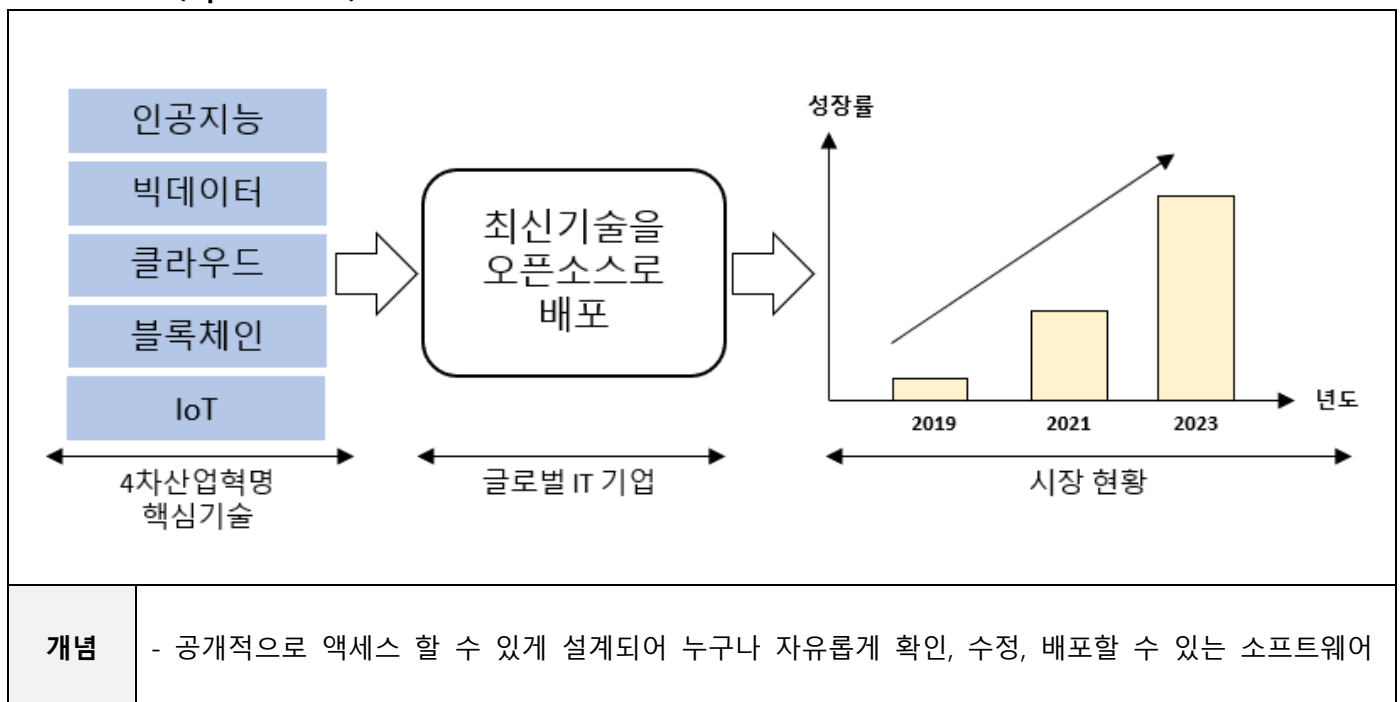 인공지능
빅데이터
클라우드
블록체인
IoT
4차산업혁명
핵심기술
최신기술을
오픈소스로
배포
글로벌 IT 기업
성장률
2019
2021
2023
년도
시장 현황
개념
- 공개적으로 액세스 할 수 있게 설계되어 누구나 자유롭게 확인, 수정, 배포할 수 있는 소프트웨어